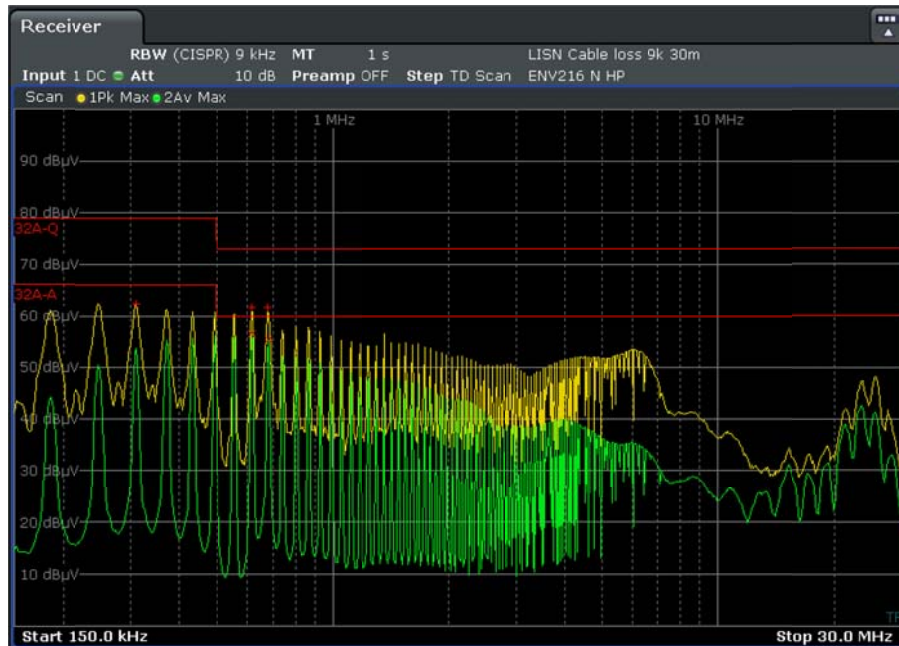 Receiver
RBW (CISPR) 9 kHz MT 1 s LISN Cable loss 9k 30m
Input 1 DC Att 10 dB Preamp OFF Step TD Scan ENV216 N HP
Scan 1Pk Max 2Av Max
1 MHz 10 MHz
90 dBµV
80 dBµV
32A-Q
70 dBµV
32A-A
60 dBµV
50 dBµV
40 dBµV
30 dBµV
20 dBµV
10 dBµV
TF
Start 150.0 kHz Stop 30.0 MHz